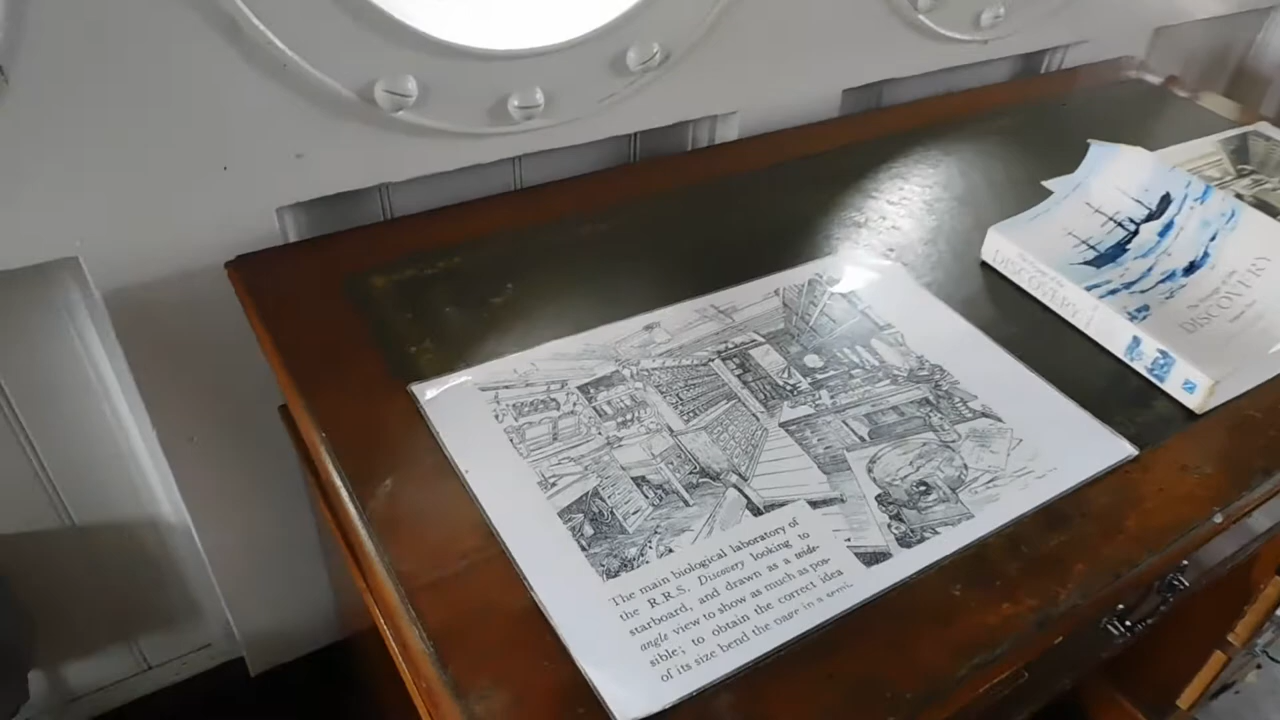 The main biological laboratory of
the R.R.S. Discovery looking to
starboard, and drawn as a wide-
angle view to show as much as pos-
sible; to obtain the correct idea
of its size bend the page in a semi-
DISCOVERY
DISCOVERY